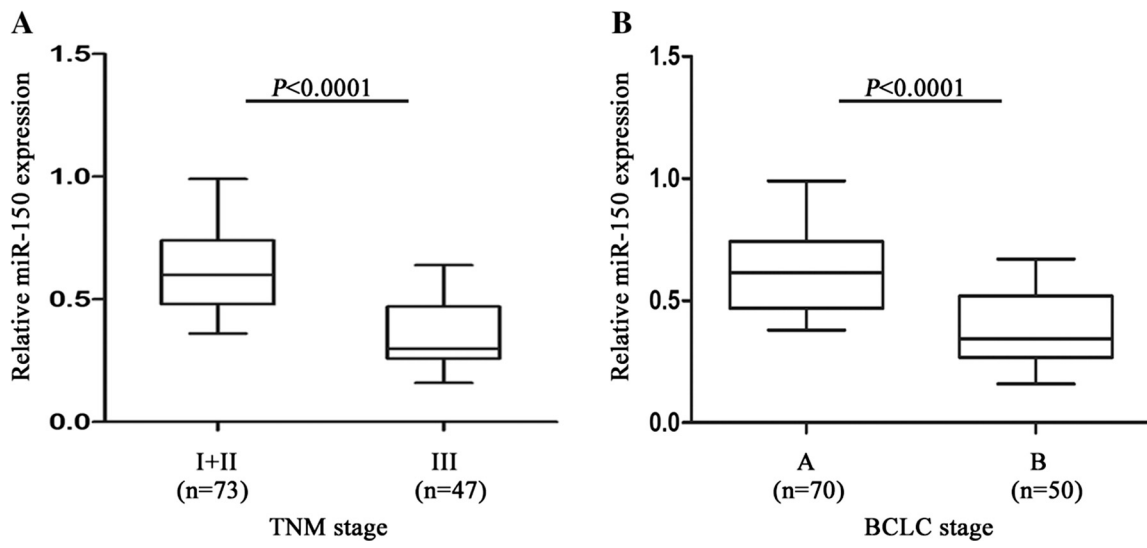 A
Relative miR-150 expression
1.5
1.0
0.5
0.0
P<0.0001
I+II
(n=73)
III
(n=47)
TNM stage
B
Relative miR-150 expression
1.5
1.0
0.5
0.0
P<0.0001
A
(n=70)
B
(n=50)
BCLC stage